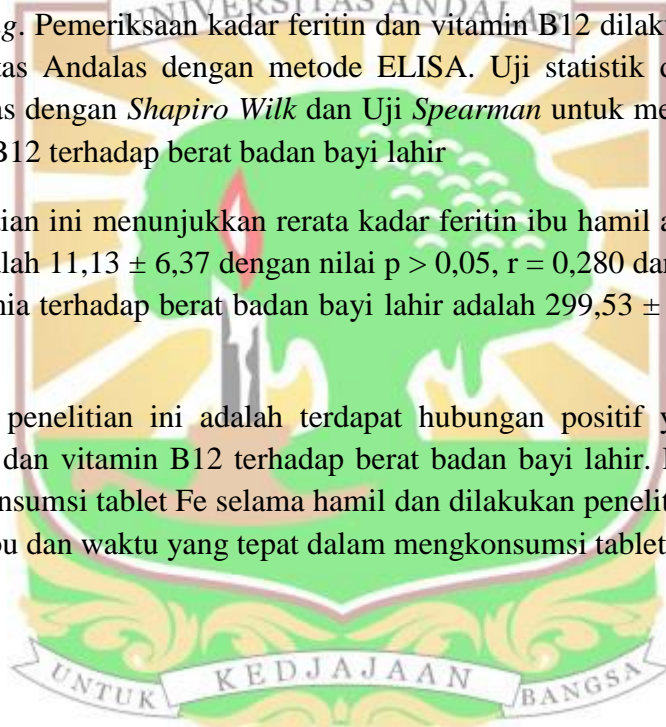 UNIVERSITAS ANDALAS
g. Pemeriksaan kadar feritin dan vitamin B12 dilaku
tas Andalas dengan metode ELISA. Uji statistik d
as dengan Shapiro Wilk dan Uji Spearman untuk me
B12 terhadap berat badan bayi lahir
tian ini menunjukkan rerata kadar feritin ibu hamil a
lah 11,13 ± 6,37 dengan nilai p > 0,05, r = 0,280 dan
nia terhadap berat badan bayi lahir adalah 299,53 ±
penelitian ini adalah terdapat hubungan positif y
dan vitamin B12 terhadap berat badan bayi lahir.
nsumsi tablet Fe selama hamil dan dilakukan penelit
bu dan waktu yang tepat dalam mengkonsumsi tablet
UNTUK KEDJAJAAN BANGSA